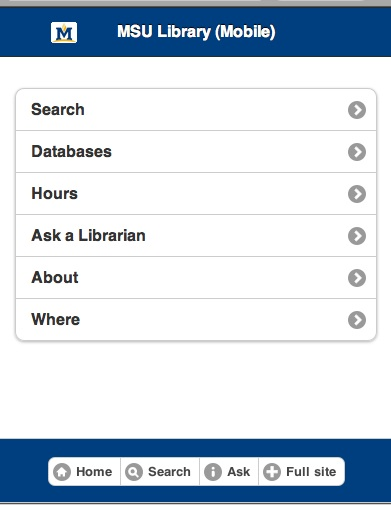 M
MSU Library (Mobile)
Search
Databases
Hours
Ask a Librarian
About
Where
Home Search Ask Full site